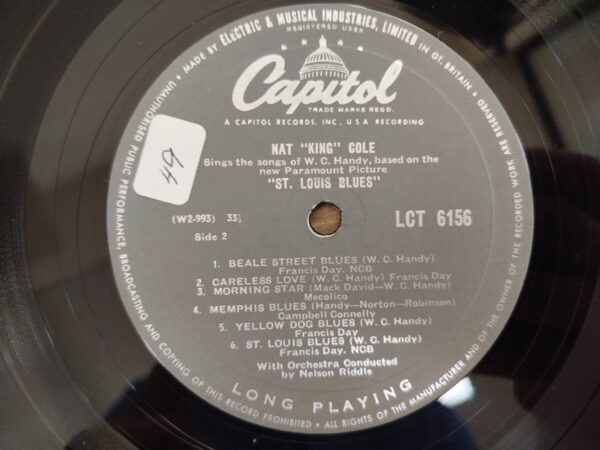 MADE BY ELECTRIC & MUSICAL INDUSTRIES, LIMITED IN GT. BRITAIN • ALL RIGHTS OF THE MANUFACTURER AND OF THE OWNER OF THE RECORDED WORK RESERVED
REGISTERED USER
Capitol
TRADE MARKS REGD.
A CAPITOL RECORDS, INC., U.S.A. RECORDING
NAT "KING" COLE
Sings the songs of W. C. Handy, based on the
new Paramount Picture
"ST. LOUIS BLUES"
49
(W2-993) 33⅓
LCT 6156
Side 2
1. BEALE STREET BLUES (W. C. Handy)
Francis Day, NCB
2. CARELESS LOVE (W. C. Handy) Francis Day
3. MORNING STAR (Mack David—W. C. Handy)
Mecolico
4. MEMPHIS BLUES (Handy—Norton—Robinson)
Campbell Connelly
5. YELLOW DOG BLUES (W. C. Handy)
Francis Day
6. ST. LOUIS BLUES (W. C. Handy)
Francis Day, NCB
With Orchestra Conducted
by Nelson Riddle
LONG PLAYING
UNAUTHORISED PUBLIC PERFORMANCE, BROADCASTING AND COPYING OF THIS RECORD PROHIBITED